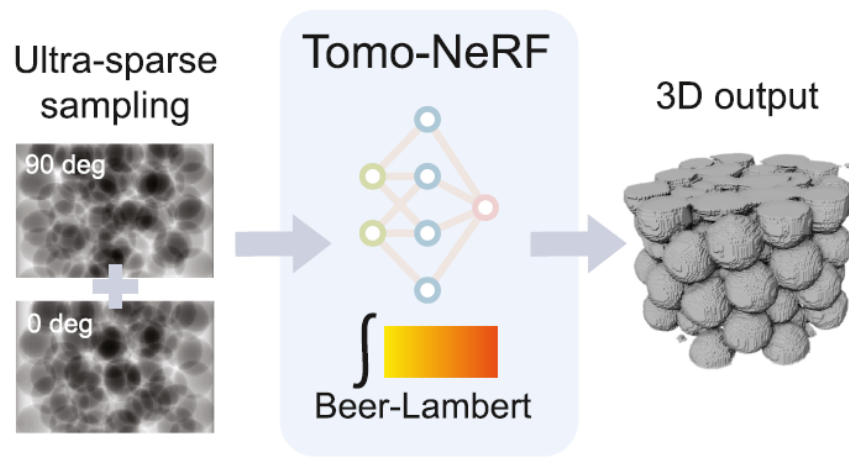 Ultra-sparse
sampling
90 deg
0 deg
Tomo-NeRF
∫
Beer-Lambert
3D output